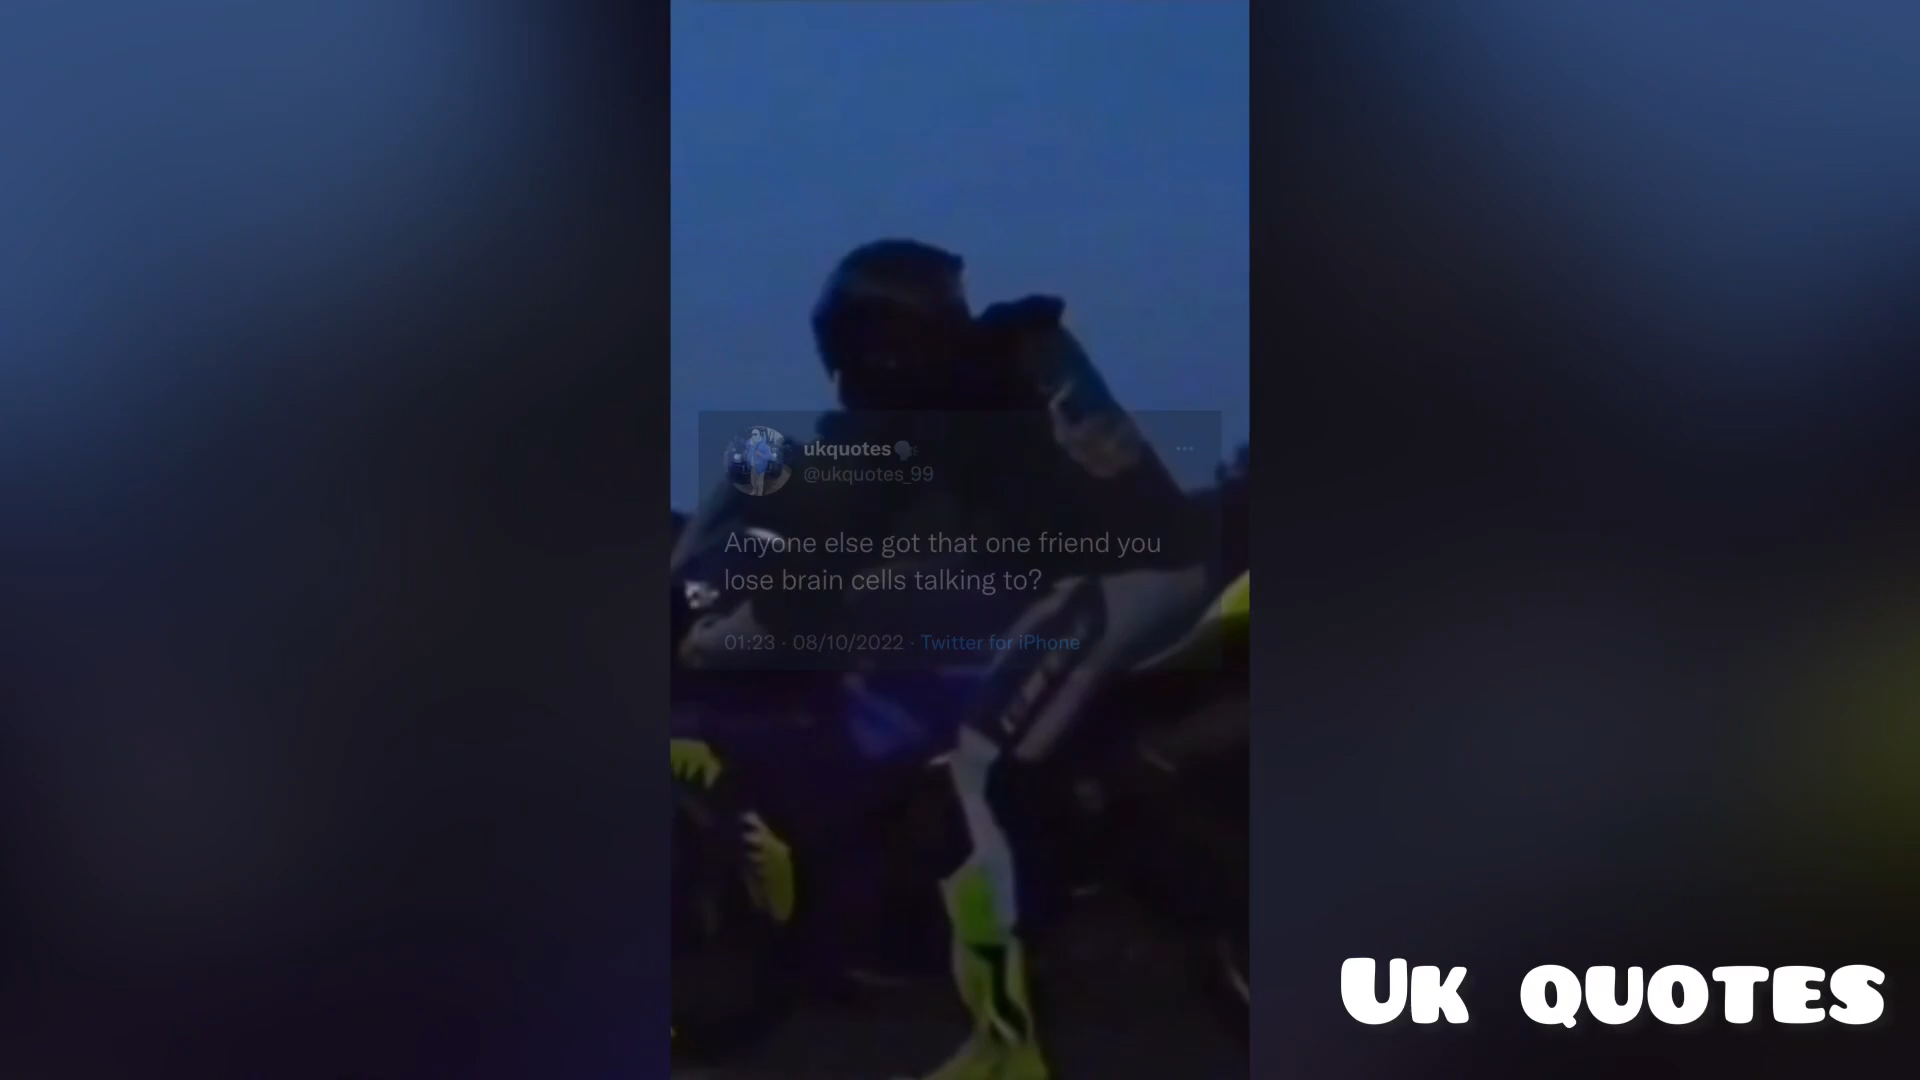 ukquotes🗣
@ukquotes_99
Anyone else got that one friend you
lose brain cells talking to?
01:23 · 08/10/2022 · Twitter for iPhone
UK QUOTES